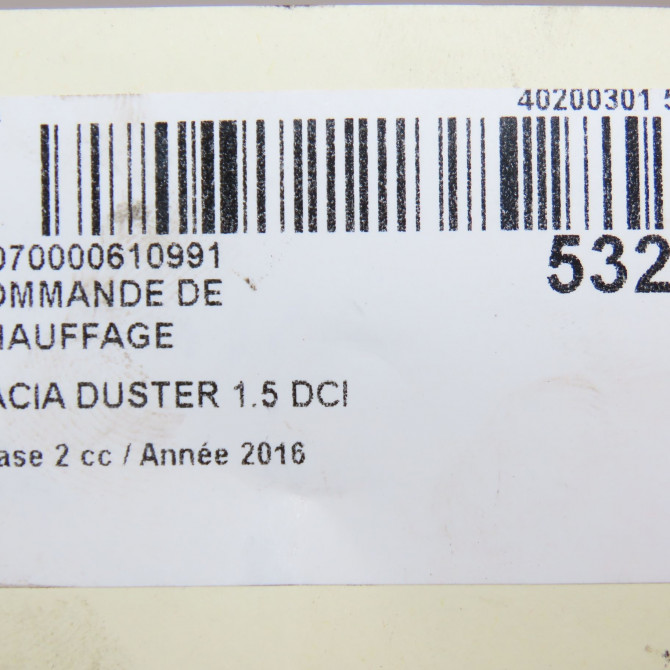 40200301 5
070000610991
532
OMMANDE DE
HAUFFAGE
ACIA DUSTER 1.5 DCI
ase 2 cc / Année 2016